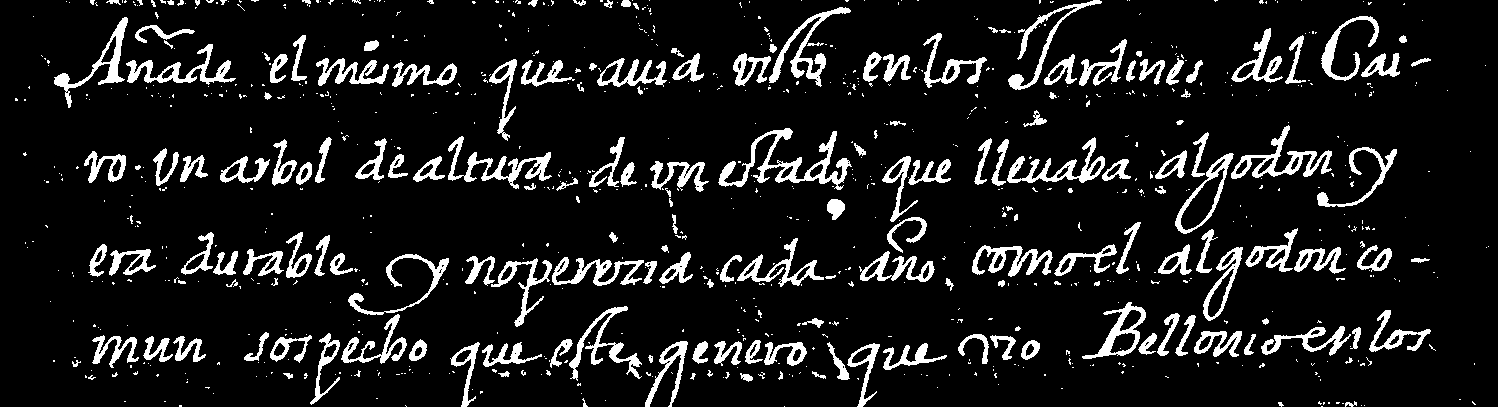 Añade el mesmo que auia visto en los Jardines del Cai-
ro un arbol de altura de vn estado que lleuaba algodon y
era durable y no perezia cada año como el algodon co-
mun sospecho que este genero que vio Bellonio en los